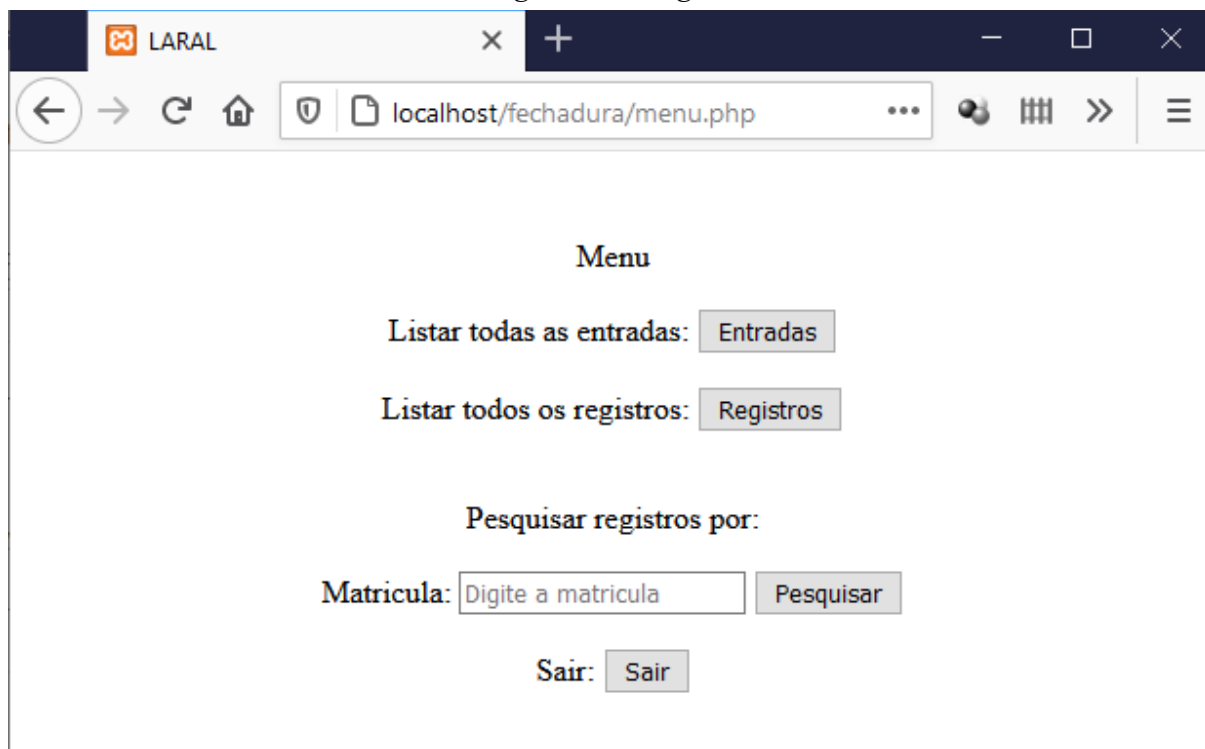 LARAL
localhost/fechadura/menu.php
Menu
Listar todas as entradas: Entradas
Listar todos os registros: Registros
Pesquisar registros por:
Matricula: Digite a matricula Pesquisar
Sair: Sair